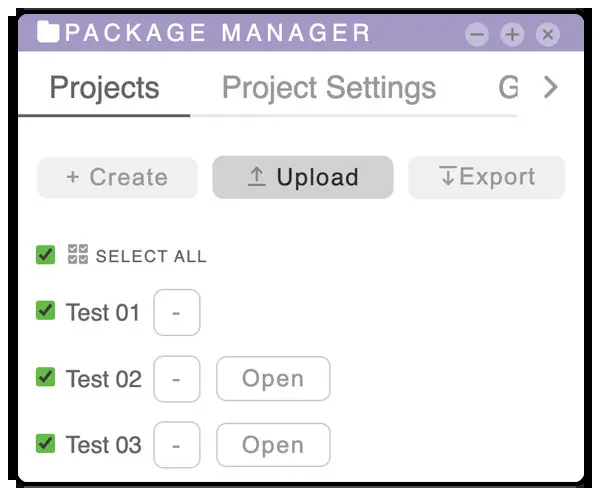 PACKAGE MANAGER
Projects Project Settings G
+ Create Upload Export
SELECT ALL
Test 01 -
Test 02 - Open
Test 03 - Open